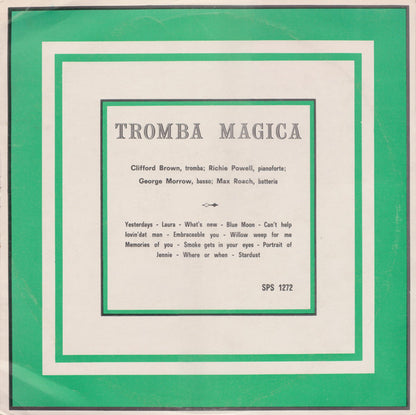 TROMBA MAGICA
Clifford Brown, tromba; Richie Powell, pianoforte;
George Morrow, basso; Max Roach, batteria
Yesterdays - Laura - What's new - Blue Moon - Can't help
lovin'dat man - Embraceable you - Willow weep for me
Memories of you - Smoke gets in your eyes - Portrait of
Jennie - Where or when - Stardust
SPS 1272